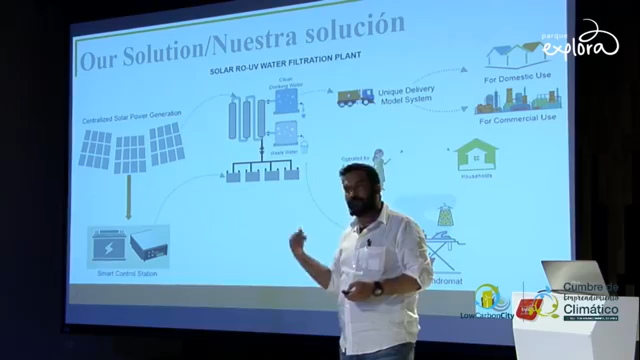 parque
explora
Our Solution/Nuestra solución
SOLAR RO-UV WATER FILTRATION PLANT
Clean
Drinking Water
Centralized Solar Power Generation
Unique Delivery
Model System
For Domestic Use
For Commercial Use
Waste Water
Operated by
Households
Smart Control Station
LowCarbonCity
Cumbre de
Emprendimiento
Climático